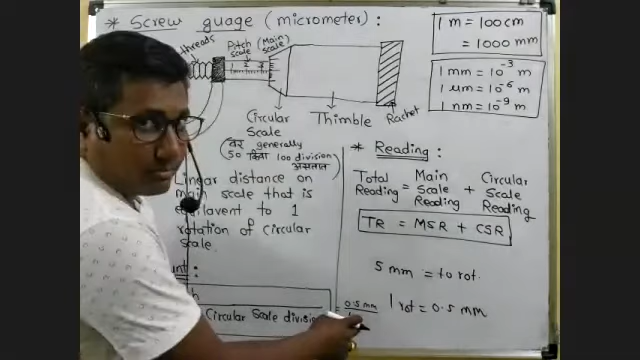 * Screw guage (micrometer) :
threads
Pitch (Main
scale scale)
Circular
Scale
Thimble
Rachet
(वर generally
50 किंवा 100 division
असतात)
Linear distance on
main scale that is
equilavent to 1
rotation of circular
scale.
Circular Scale division
= 0.5 mm
1 m = 100 cm
= 1000 mm
1 mm = 10⁻³ m
1 μm = 10⁻⁶ m
1 nm = 10⁻⁹ m
* Reading :
Total Reading = Main Scale Reading + Circular Scale Reading
TR = MSR + CSR
5 mm = 10 rot.
1 rot = 0.5 mm